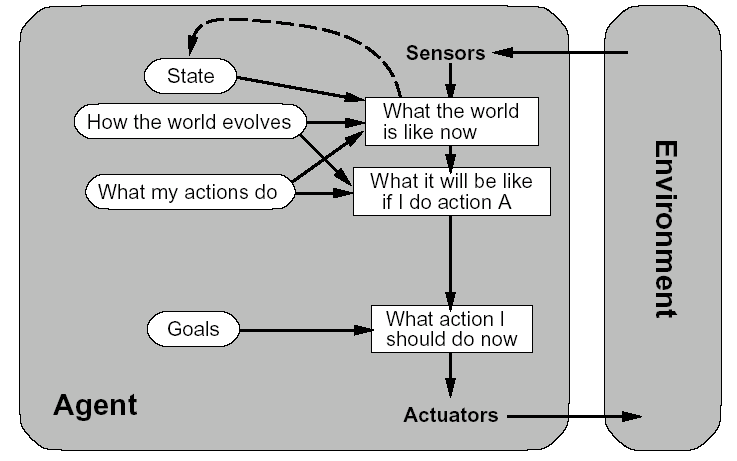 Sensors
State
What the world
is like now
How the world evolves
What my actions do
What it will be like
if I do action A
Goals
What action I
should do now
Agent
Actuators
Environment